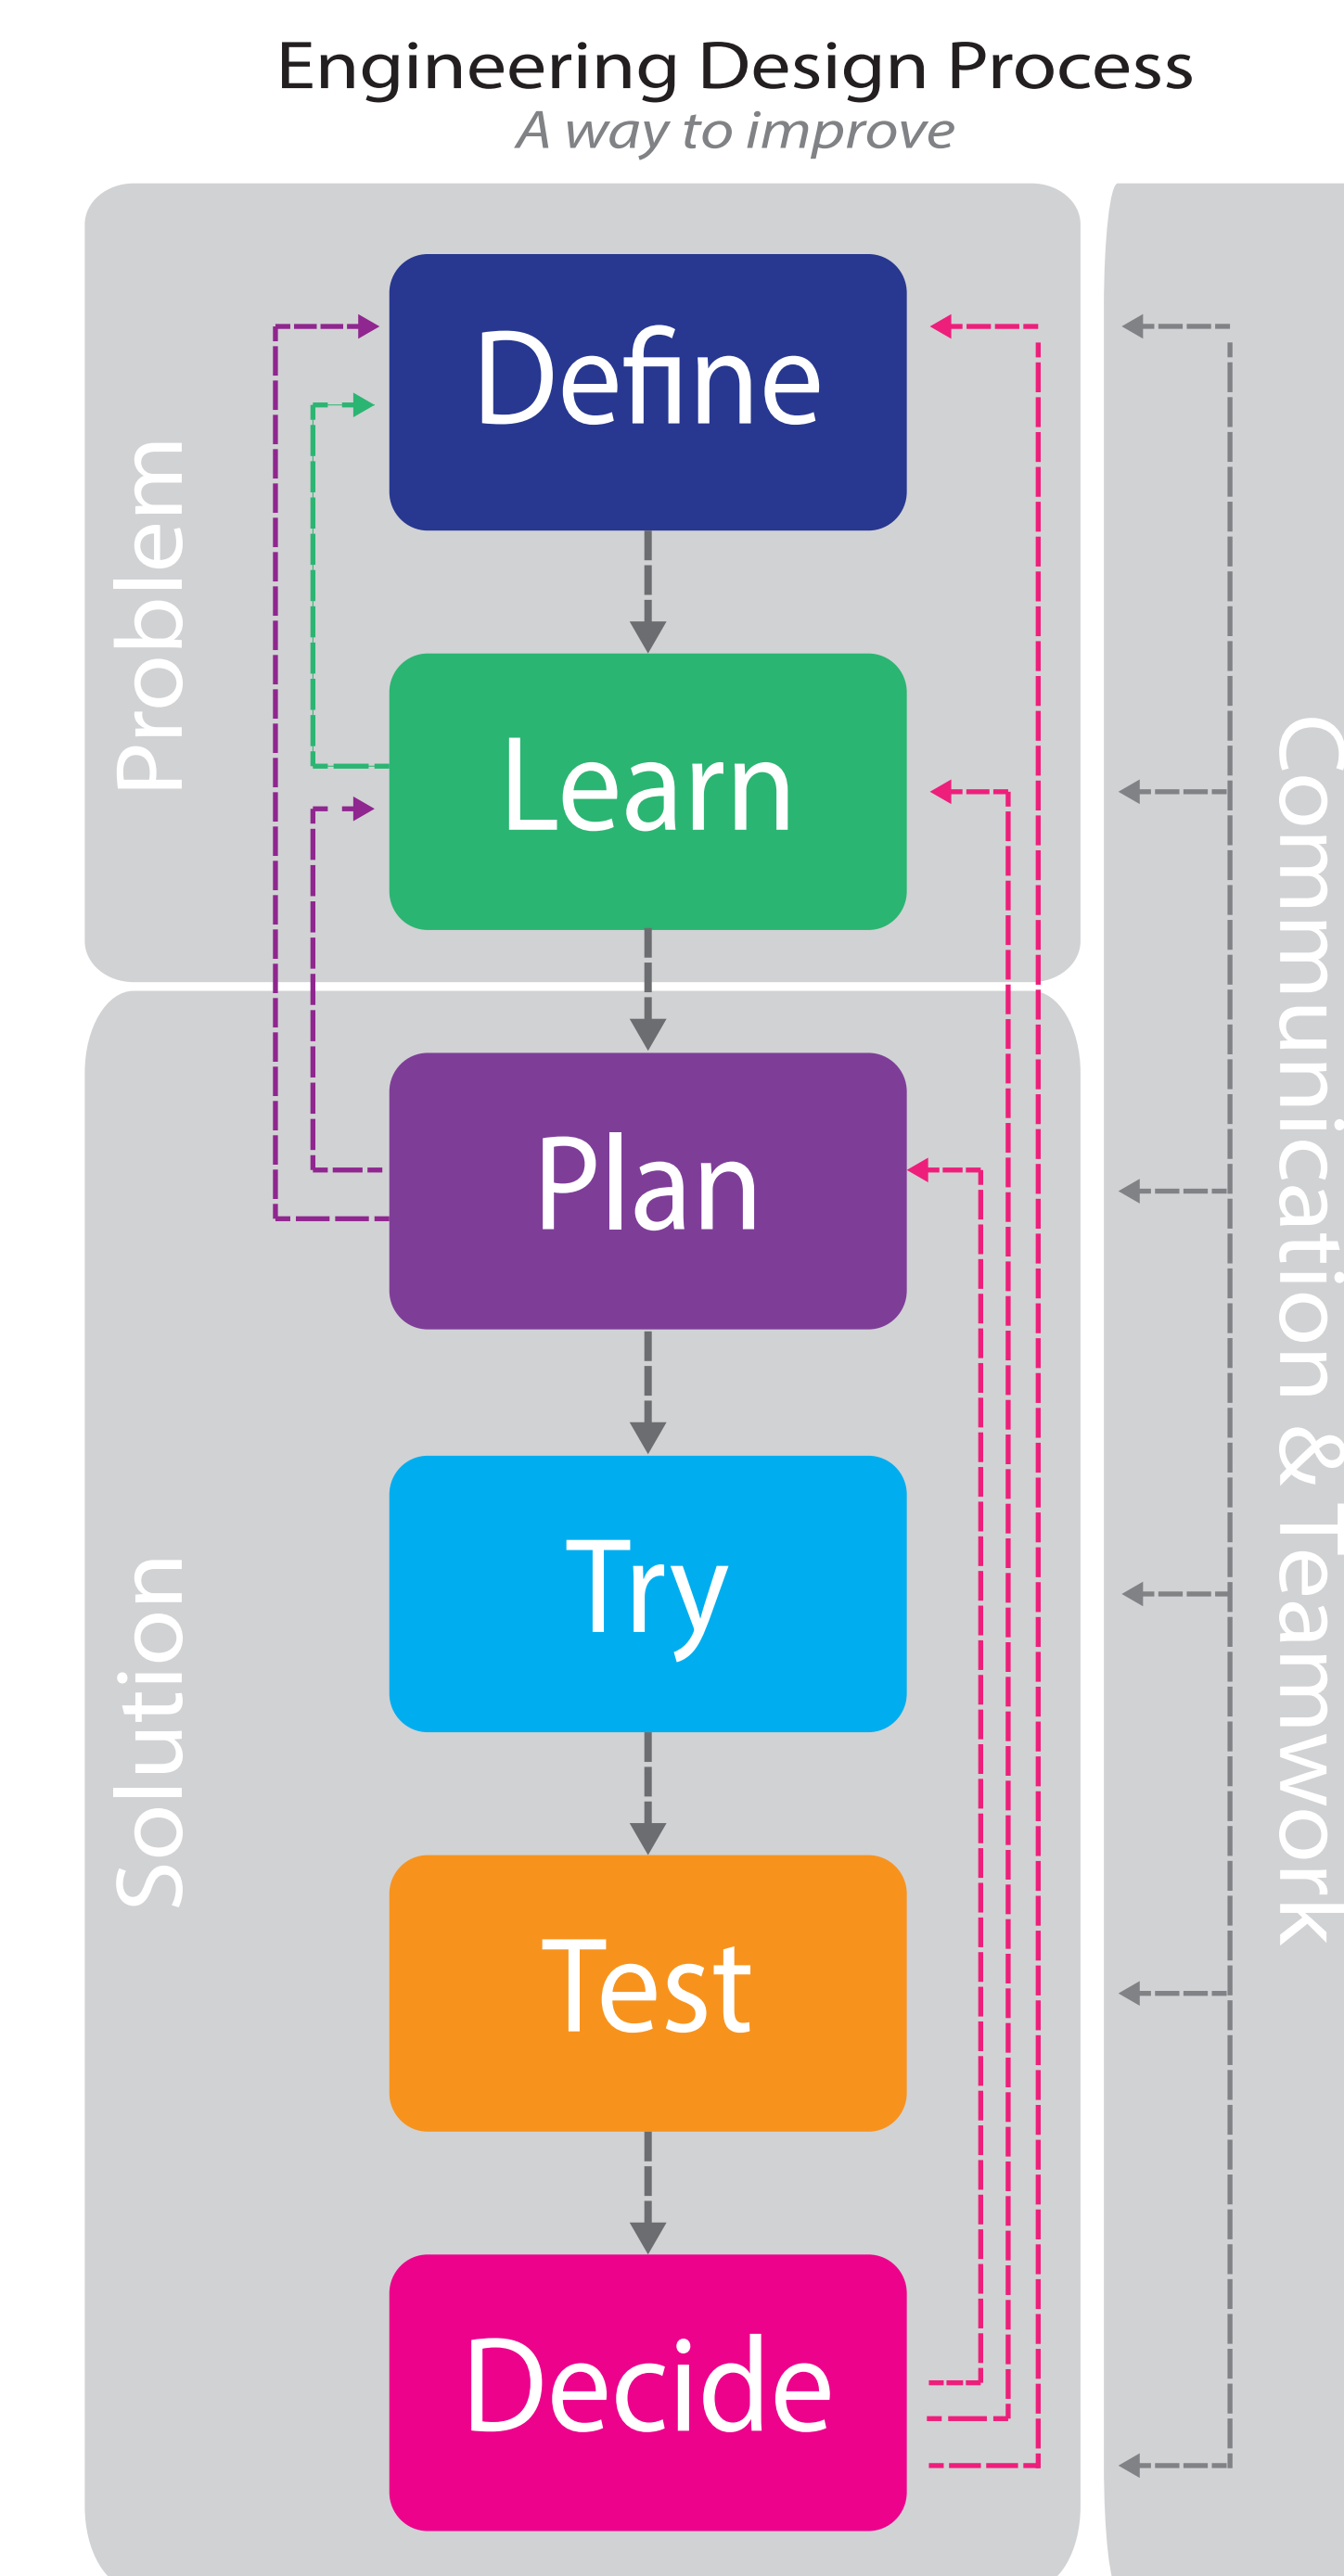 Engineering Design Process
A way to improve
Problem
Define
Learn
Solution
Plan
Try
Test
Decide
Communication & Teamwork